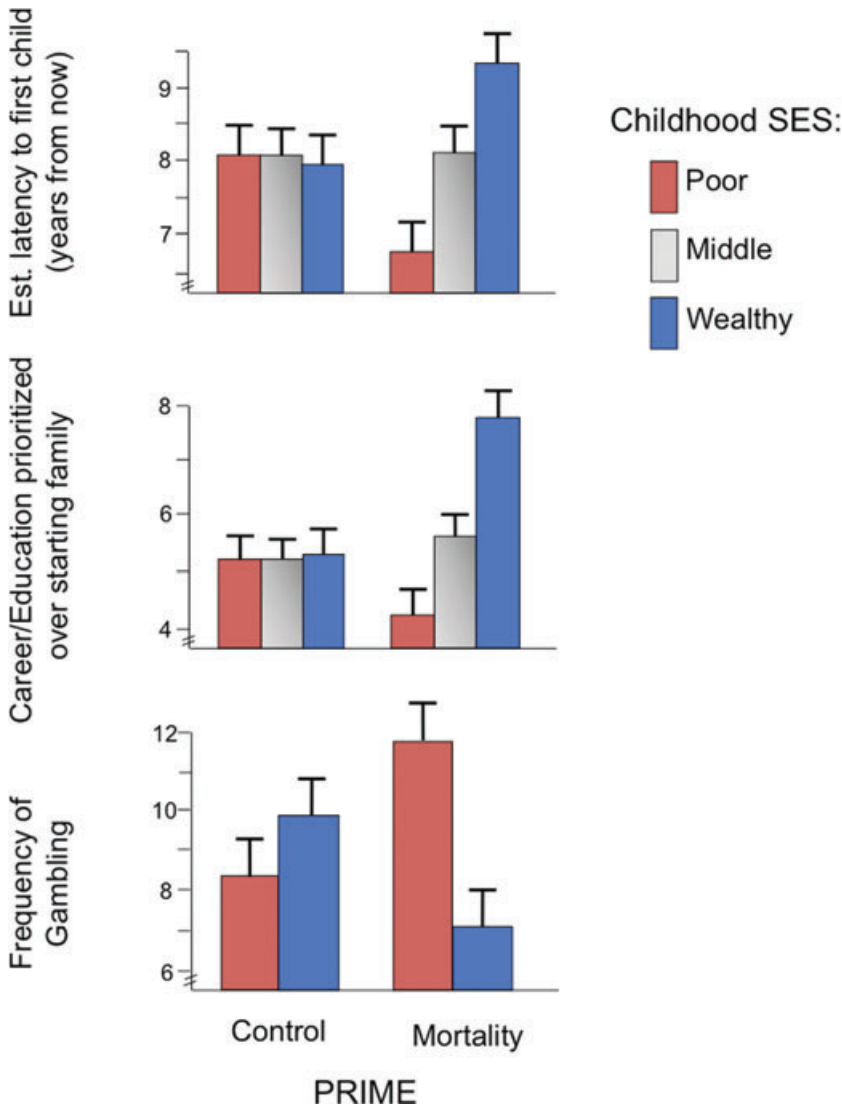 Est. latency to first child
(years from now)
9
8
7
Childhood SES:
Poor
Middle
Wealthy
Career/Education prioritized
over starting family
8
6
4
Frequency of
Gambling
12
10
8
6
Control
Mortality
PRIME